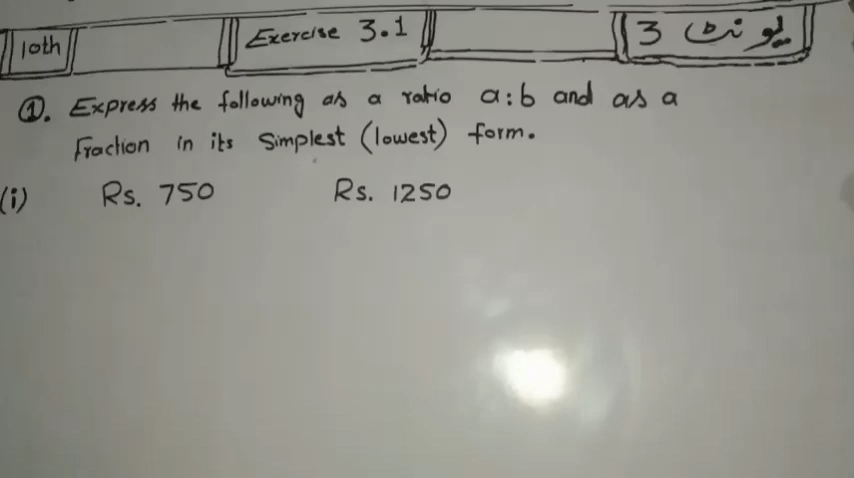 10th
Exercise 3.1
یونٹ 3
①. Express the following as a ratio a:b and as a
Fraction in its Simplest (lowest) form.
(i) Rs. 750 Rs. 1250